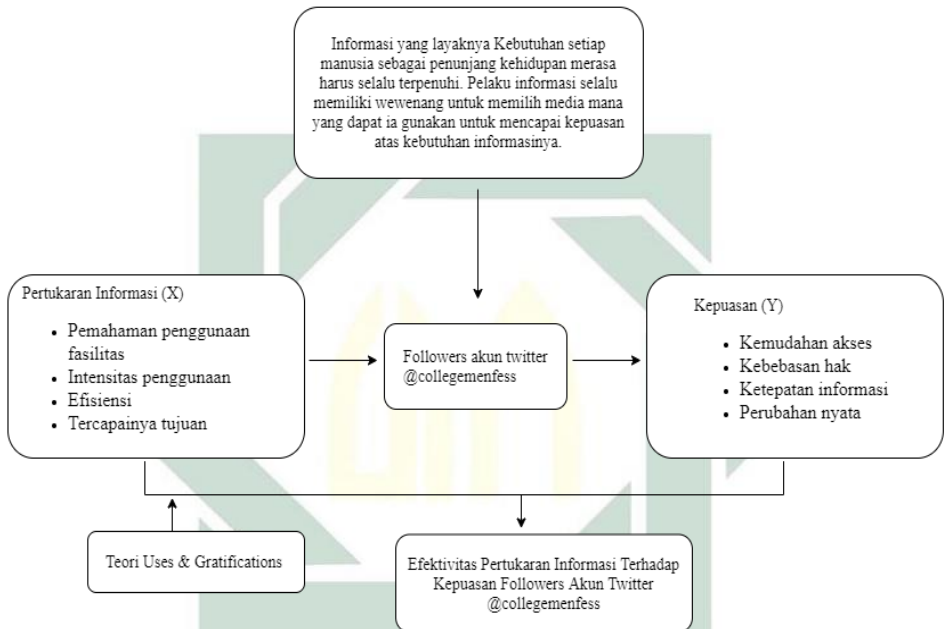 Informasi yang layaknya Kebutuhan setiap
manusia sebagai penunjang kehidupan merasa
harus selalu terpenuhi. Pelaku informasi selalu
memiliki wewenang untuk memilih media mana
yang dapat ia gunakan untuk mencapai kepuasan
atas kebutuhan informasinya.
Pertukaran Informasi (X)
• Pemahaman penggunaan
fasilitas
• Intensitas penggunaan
• Efisiensi
• Tercapainya tujuan
Followers akun twitter
@collegemenfess
Kepuasan (Y)
• Kemudahan akses
• Kebebasan hak
• Ketepatan informasi
• Perubahan nyata
Teori Uses & Gratifications
Efektivitas Pertukaran Informasi Terhadap
Kepuasan Followers Akun Twitter
@collegemenfess